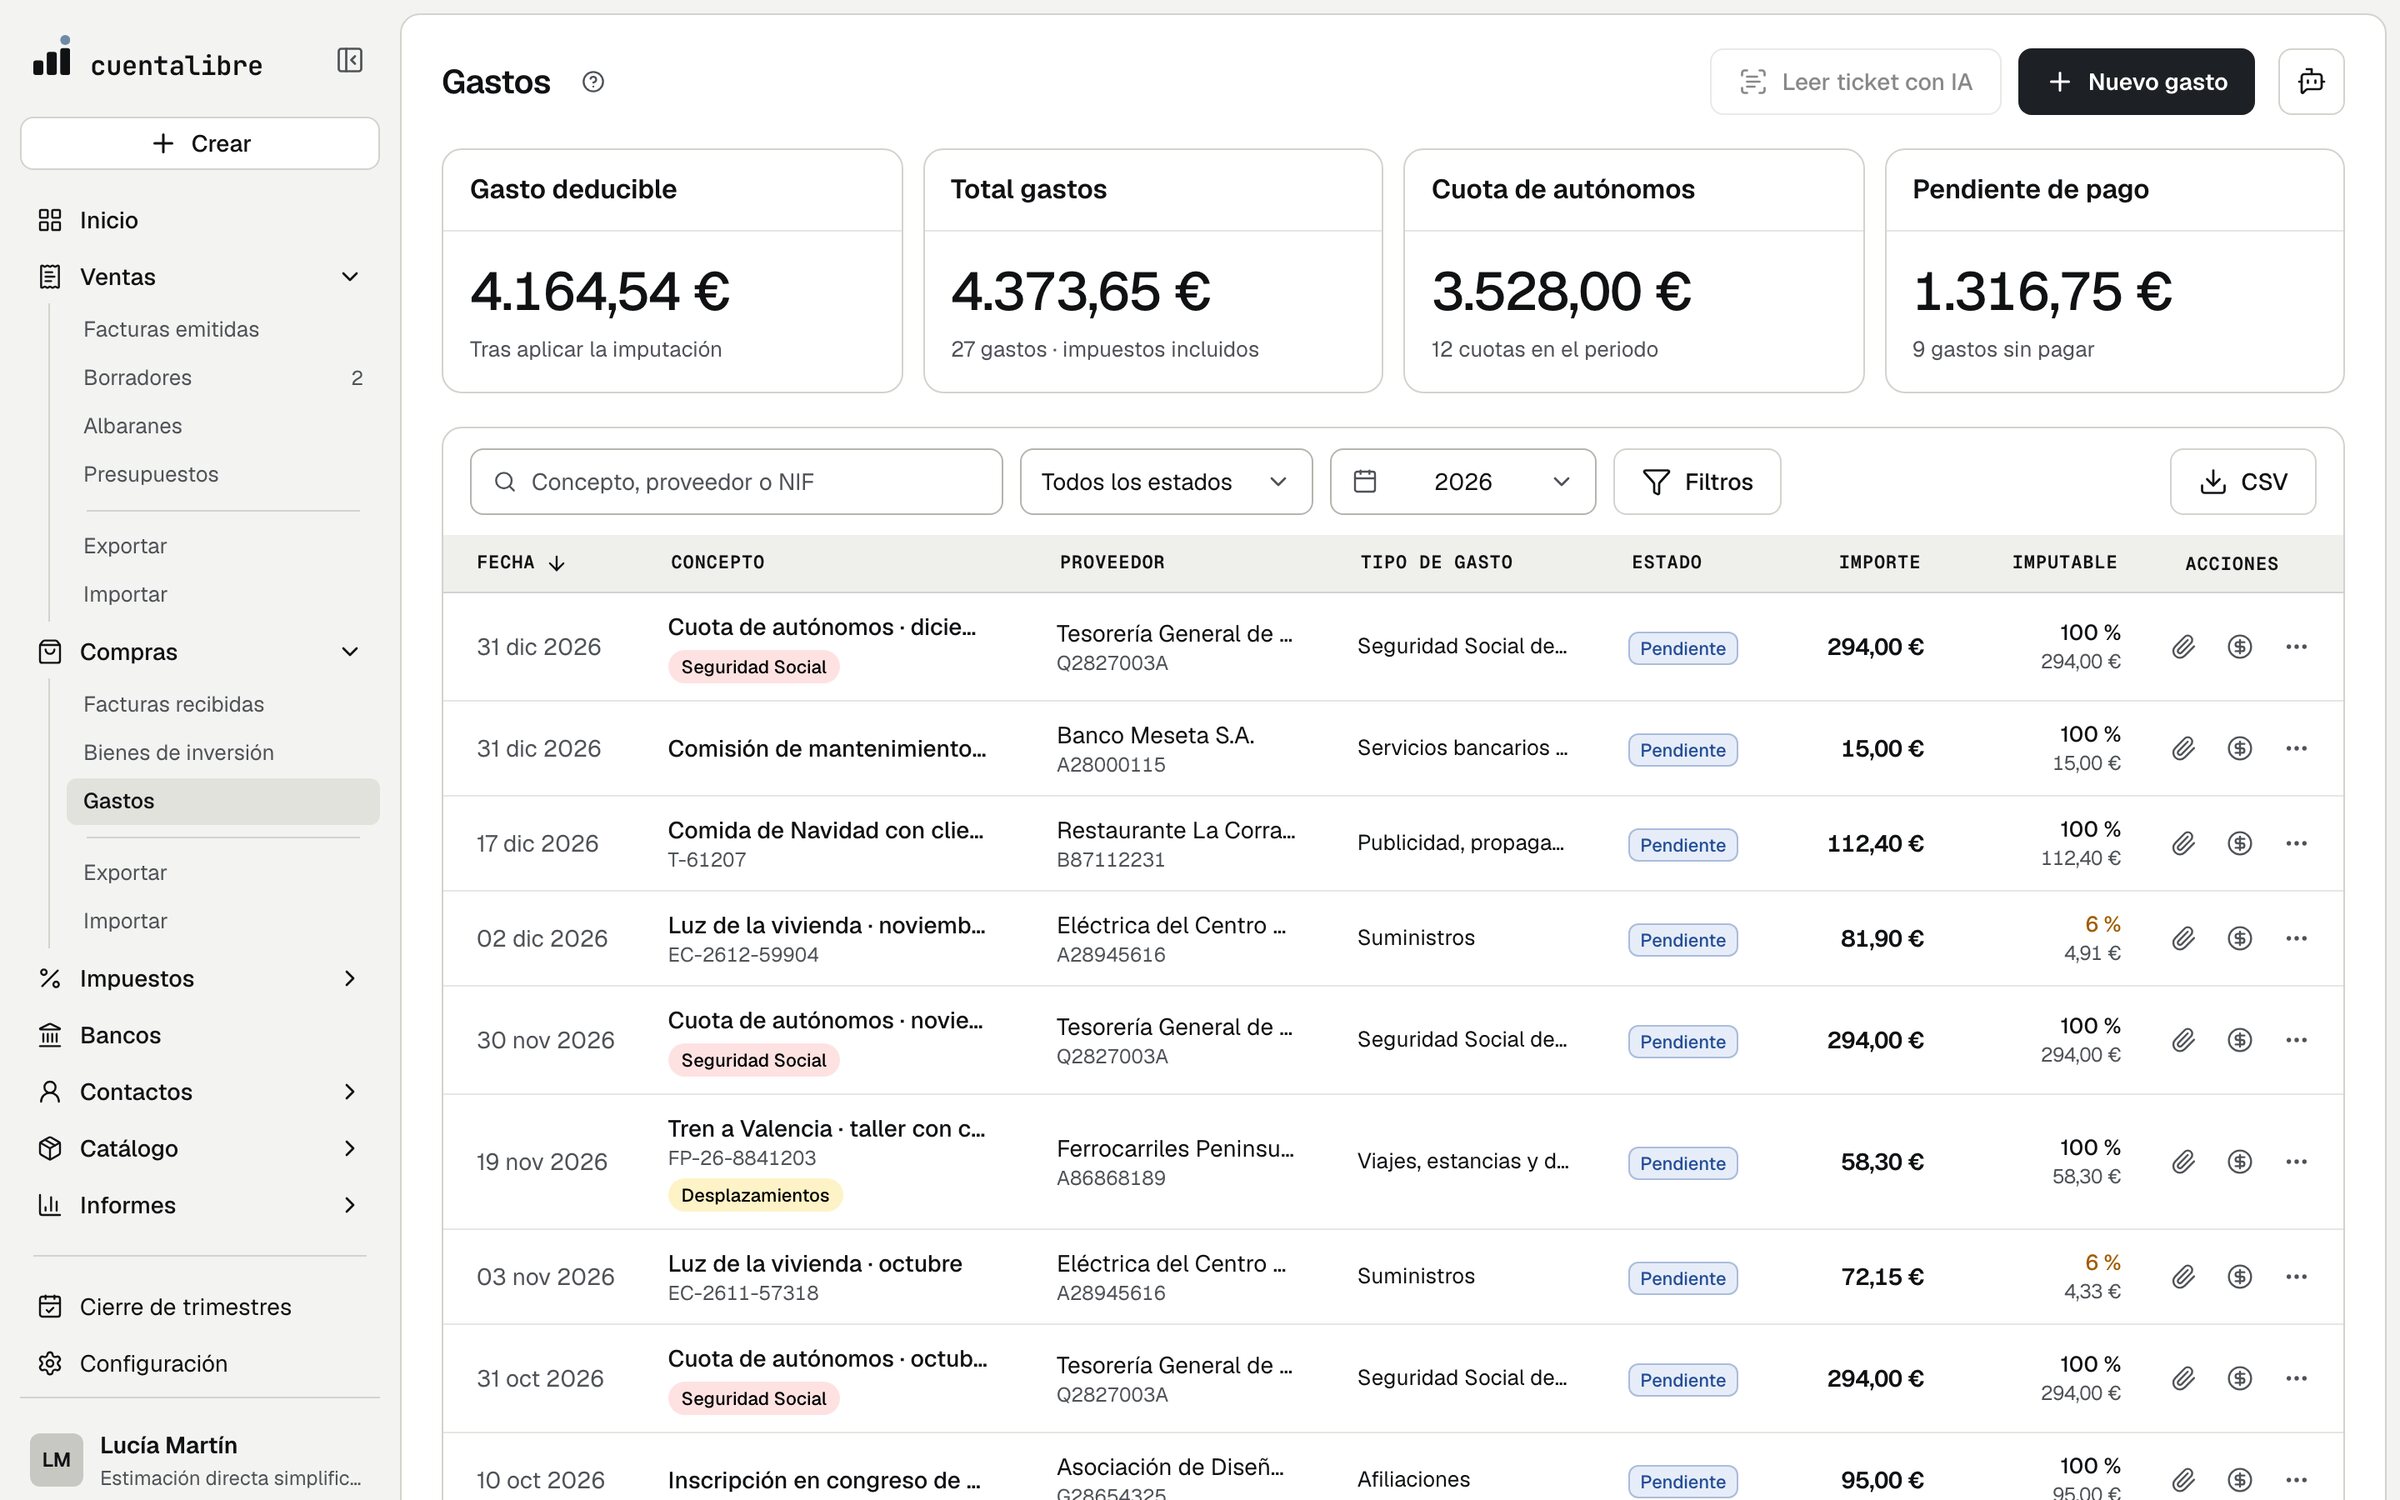 cuentalibre
Crear
Inicio
Ventas
Facturas emitidas
Borradores 2
Albaranes
Presupuestos
Exportar
Importar
Compras
Facturas recibidas
Bienes de inversión
Gastos
Exportar
Importar
Impuestos
Bancos
Contactos
Catálogo
Informes
Cierre de trimestres
Configuración
LM
Lucía Martín
Estimación directa simplific...
Gastos
Leer ticket con IA
Nuevo gasto
Gasto deducible
4.164,54 €
Tras aplicar la imputación
Total gastos
4.373,65 €
27 gastos · impuestos incluidos
Cuota de autónomos
3.528,00 €
12 cuotas en el periodo
Pendiente de pago
1.316,75 €
9 gastos sin pagar
Concepto, proveedor o NIF
Todos los estados
2026
Filtros
CSV
FECHA CONCEPTO PROVEEDOR TIPO DE GASTO ESTADO IMPORTE IMPUTABLE ACCIONES
31 dic 2026
Cuota de autónomos · dicie...
Seguridad Social
Tesorería General de ...
Q2827003A
Seguridad Social de...
Pendiente
294,00 €
100 %
294,00 €
31 dic 2026
Comisión de mantenimiento...
Banco Meseta S.A.
A28000115
Servicios bancarios ...
Pendiente
15,00 €
100 %
15,00 €
17 dic 2026
Comida de Navidad con clie...
T-61207
Restaurante La Corra...
B87112231
Publicidad, propaga...
Pendiente
112,40 €
100 %
112,40 €
02 dic 2026
Luz de la vivienda · noviemb...
EC-2612-59904
Eléctrica del Centro ...
A28945616
Suministros
Pendiente
81,90 €
6 %
4,91 €
30 nov 2026
Cuota de autónomos · novie...
Seguridad Social
Tesorería General de ...
Q2827003A
Seguridad Social de...
Pendiente
294,00 €
100 %
294,00 €
19 nov 2026
Tren a Valencia · taller con c...
FP-26-8841203
Desplazamientos
Ferrocarriles Peninsu...
A86868189
Viajes, estancias y d...
Pendiente
58,30 €
100 %
58,30 €
03 nov 2026
Luz de la vivienda · octubre
EC-2611-57318
Eléctrica del Centro ...
A28945616
Suministros
Pendiente
72,15 €
6 %
4,33 €
31 oct 2026
Cuota de autónomos · octub...
Seguridad Social
Tesorería General de ...
Q2827003A
Seguridad Social de...
Pendiente
294,00 €
100 %
294,00 €
10 oct 2026
Inscripción en congreso de ...
Asociación de Diseñ...
G28654325
Afiliaciones
Pendiente
95,00 €
100 %
95,00 €